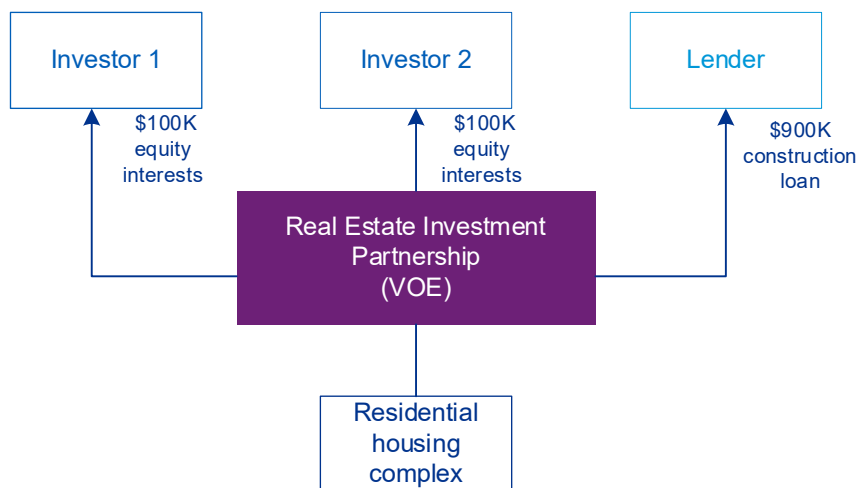 Investor 1
Investor 2
Lender
$100K
equity
interests
$100K
equity
interests
$900K
construction
loan
Real Estate Investment
Partnership
(VOE)
Residential
housing
complex